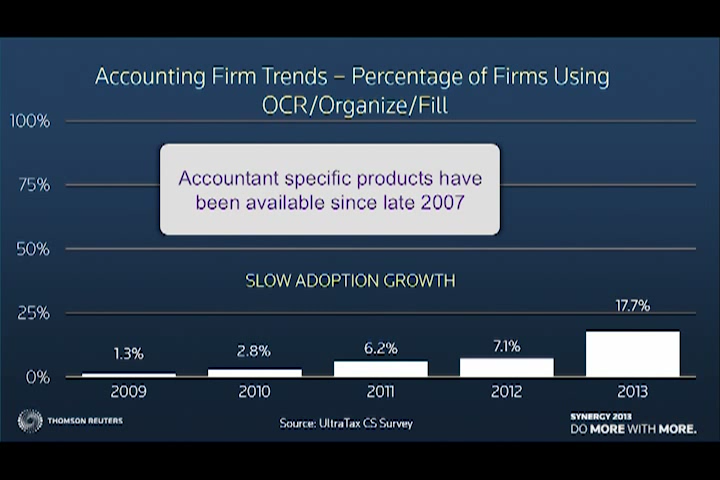 Accounting Firm Trends – Percentage of Firms Using
OCR/Organize/Fill
100%
Accountant specific products have
been available since late 2007
75%
50%
SLOW ADOPTION GROWTH
25%
0%
1.3%
2.8%
6.2%
7.1%
17.7%
2009
2010
2011
2012
2013
THOMSON REUTERS
Source: UltraTax CS Survey
SYNERGY 2013
DO MORE WITH MORE.